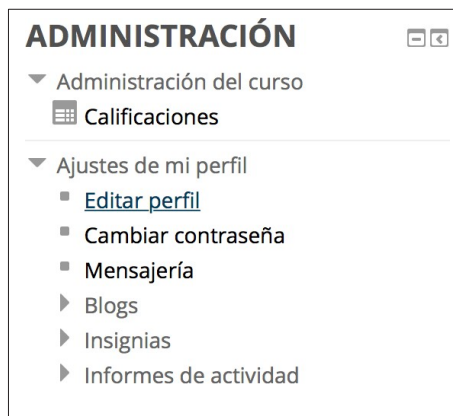 ADMINISTRACIÓN
Administración del curso
Calificaciones
Ajustes de mi perfil
Editar perfil
Cambiar contraseña
Mensajería
Blogs
Insignias
Informes de actividad